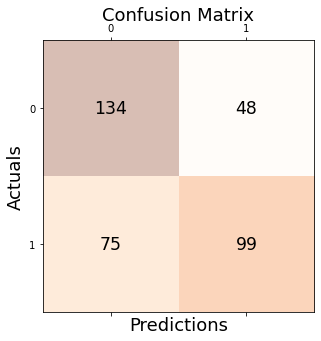 Confusion Matrix
0 1
0 134 48
Actuals
1 75 99
Predictions